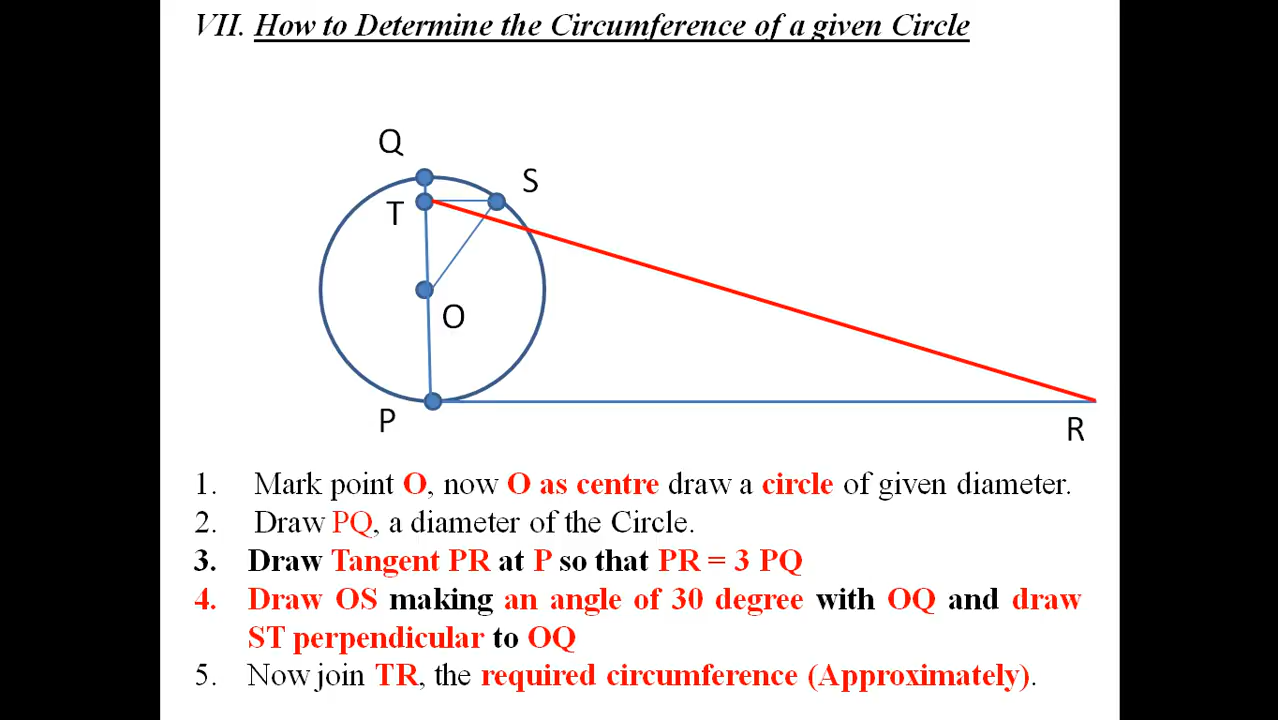 VII. How to Determine the Circumference of a given Circle
Q
S
T
O
P
R
1. Mark point O, now O as centre draw a circle of given diameter.
2. Draw PQ, a diameter of the Circle.
3. Draw Tangent PR at P so that PR = 3 PQ
4. Draw OS making an angle of 30 degree with OQ and draw
ST perpendicular to OQ
5. Now join TR, the required circumference (Approximately).